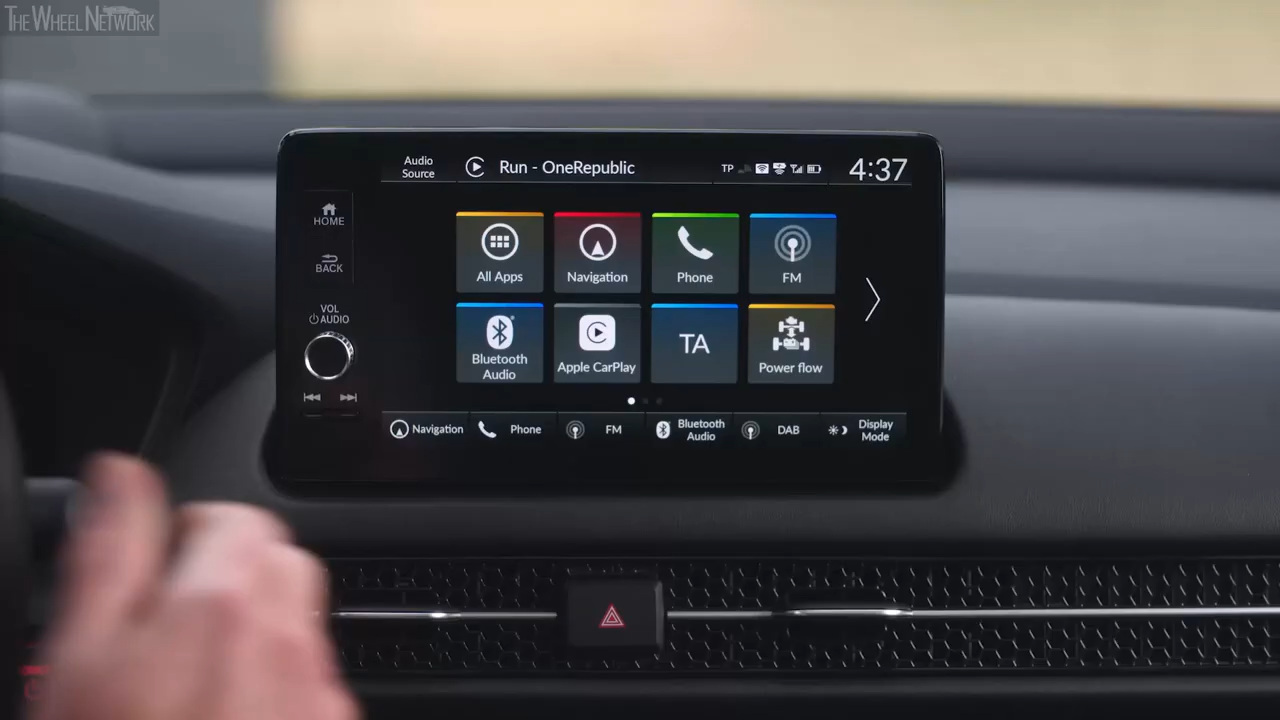 THE WHEEL NETWORK
Audio
Source
Run - OneRepublic
TP
4:37
HOME
BACK
VOL
AUDIO
All Apps
Navigation
Phone
FM
Bluetooth
Audio
Apple CarPlay
TA
Power flow
Navigation
Phone
FM
Bluetooth
Audio
DAB
Display
Mode